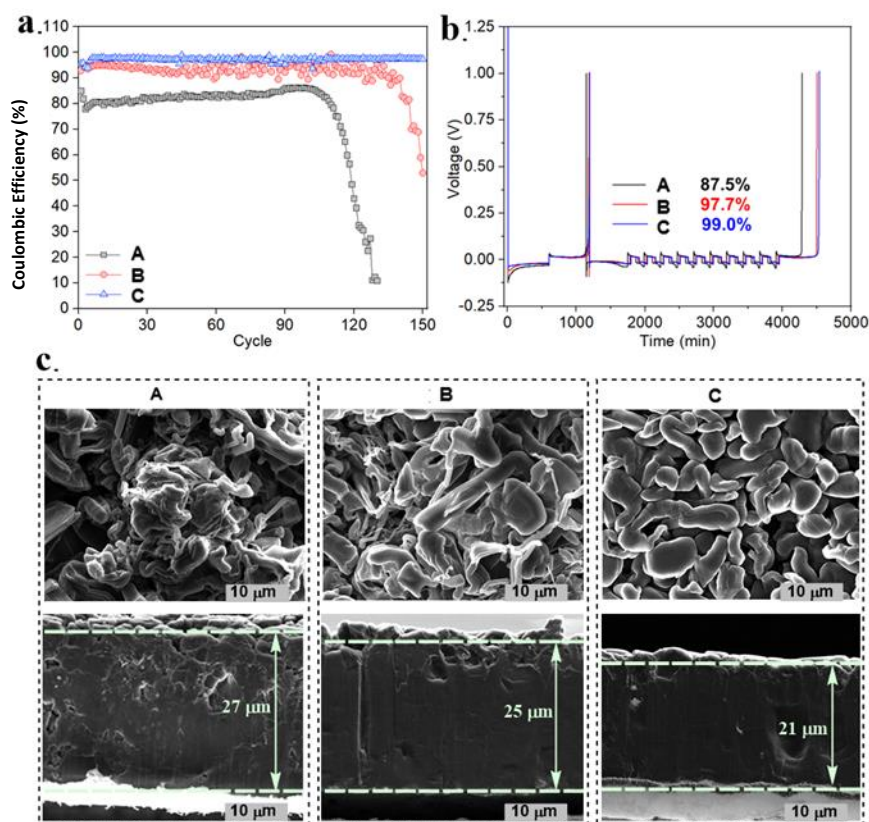 a.
110
100
90
80
70
60
50
40
30
20
10
0
Coulombic Efficiency (%)
A
B
C
0 30 60 90 120 150
Cycle
b.
1.25
1.00
0.75
0.50
0.25
0.00
-0.25
Voltage (V)
A 87.5%
B 97.7%
C 99.0%
0 1000 2000 3000 4000 5000
Time (min)
c.
A
B
C
10 μm
10 μm
10 μm
27 μm
25 μm
21 μm
10 μm
10 μm
10 μm